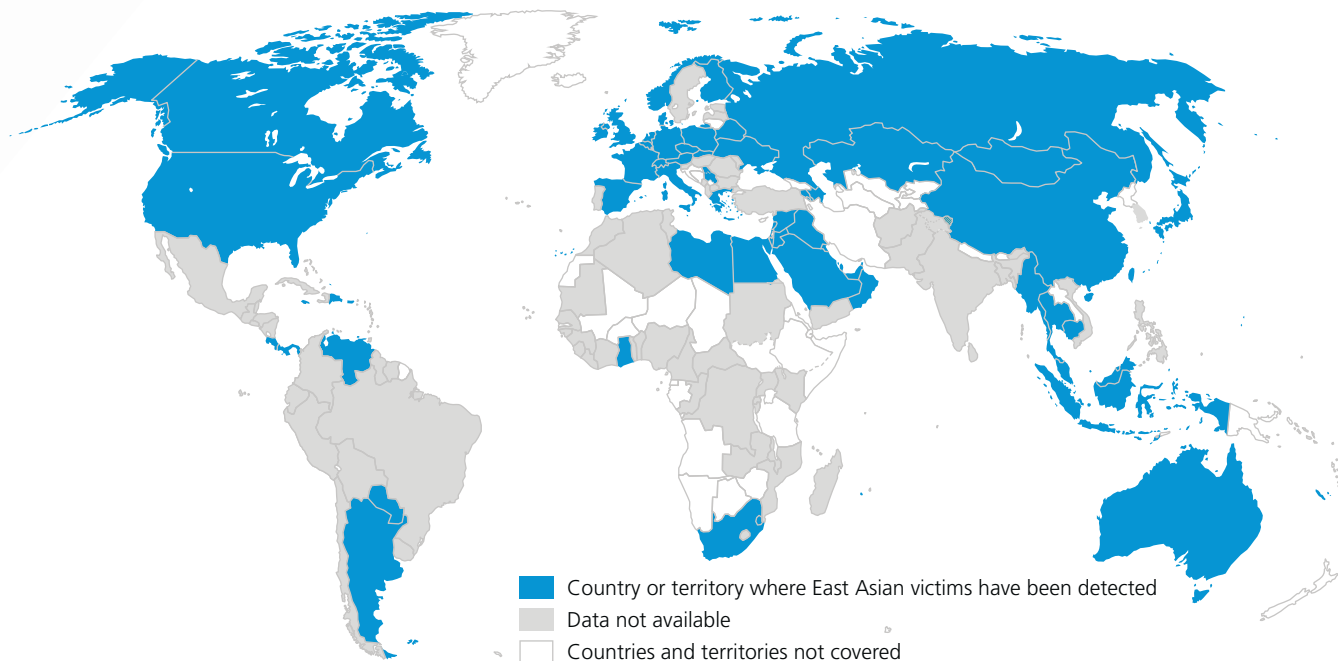 Country or territory where East Asian victims have been detected
Data not available
Countries and territories not covered